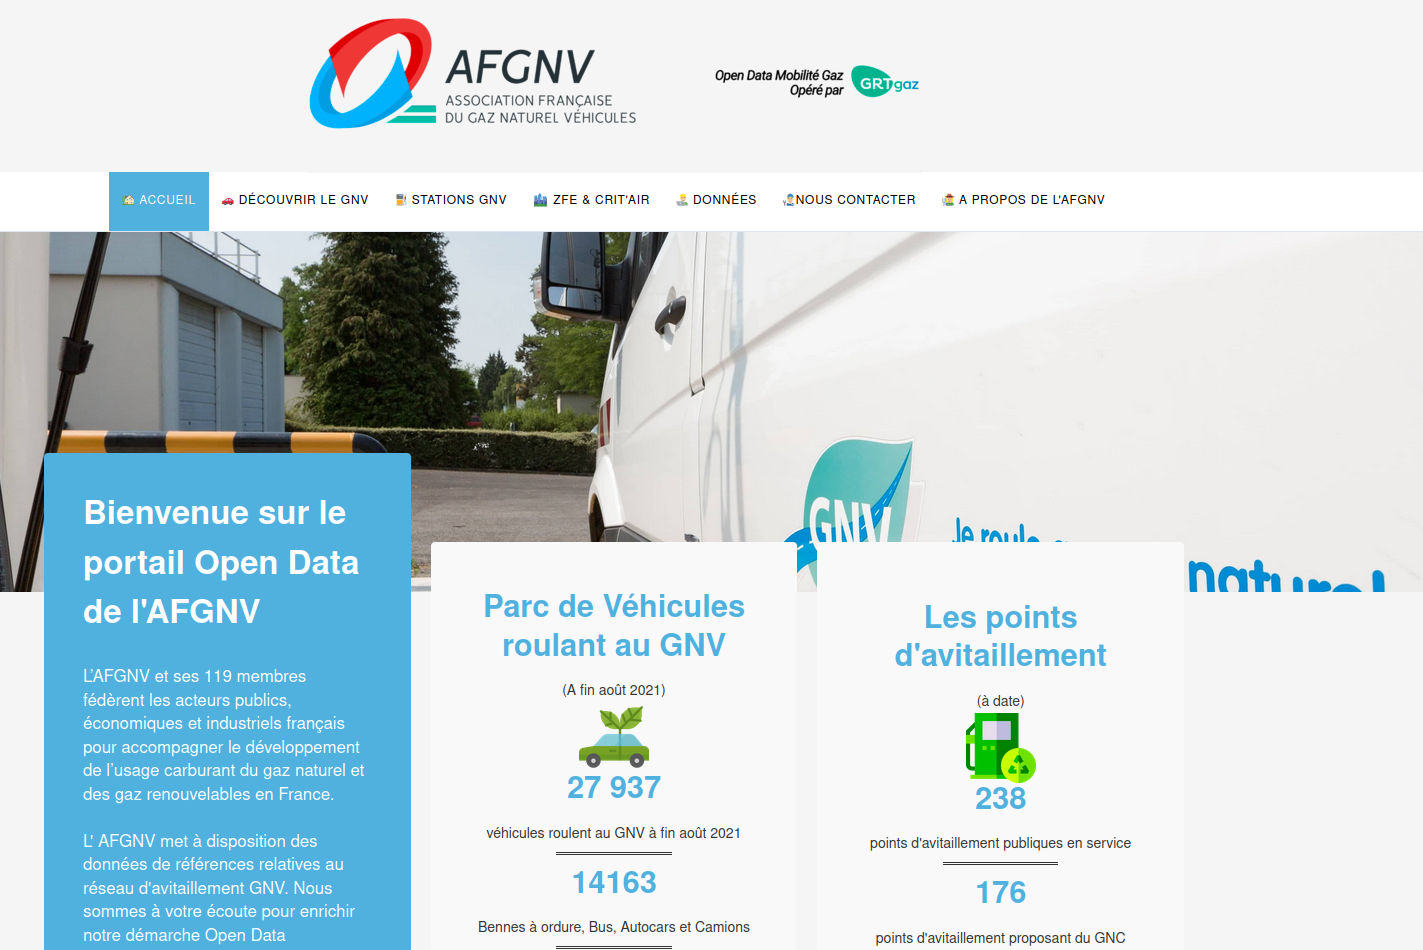 AFGNV
ASSOCIATION FRANÇAISE
DU GAZ NATUREL VÉHICULES
Open Data Mobilité Gaz
Opéré par
GRTgaz
ACCUEIL
DÉCOUVRIR LE GNV
STATIONS GNV
ZFE & CRIT'AIR
DONNÉES
NOUS CONTACTER
A PROPOS DE L'AFGNV
GNV
Je roule
naturel
Bienvenue sur le
portail Open Data
de l'AFGNV
L'AFGNV et ses 119 membres
fédèrent les acteurs publics,
économiques et industriels français
pour accompagner le développement
de l'usage carburant du gaz naturel et
des gaz renouvelables en France.
L' AFGNV met à disposition des
données de références relatives au
réseau d'avitaillement GNV. Nous
sommes à votre écoute pour enrichir
notre démarche Open Data
Parc de Véhicules
roulant au GNV
(A fin août 2021)
27 937
véhicules roulent au GNV à fin août 2021
14163
Bennes à ordure, Bus, Autocars et Camions
Les points
d'avitaillement
(à date)
238
points d'avitaillement publiques en service
176
points d'avitaillement proposant du GNC